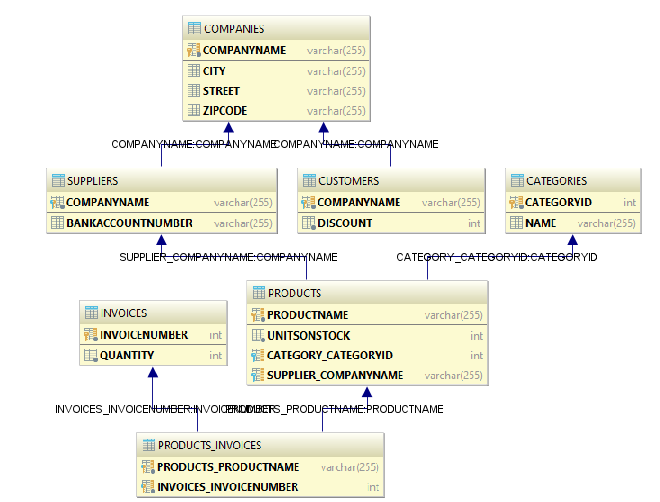 COMPANIES
COMPANYNAME varchar(255)
CITY varchar(255)
STREET varchar(255)
ZIPCODE varchar(255)
COMPANYNAME:COMPANYNAME
COMPANYNAME:COMPANYNAME
SUPPLIERS
COMPANYNAME varchar(255)
BANKACCOUNTNUMBER varchar(255)
CUSTOMERS
COMPANYNAME varchar(255)
DISCOUNT int
CATEGORIES
CATEGORYID int
NAME varchar(255)
SUPPLIER_COMPANYNAME:COMPANYNAME
CATEGORY_CATEGORYID:CATEGORYID
INVOICES
INVOICENUMBER int
QUANTITY int
PRODUCTS
PRODUCTNAME varchar(255)
UNITSONSTOCK int
CATEGORY_CATEGORYID int
SUPPLIER_COMPANYNAME varchar(255)
INVOICES_INVOICENUMBER:INVOICENUMBER
PRODUCTS_PRODUCTNAME:PRODUCTNAME
PRODUCTS_INVOICES
PRODUCTS_PRODUCTNAME varchar(255)
INVOICES_INVOICENUMBER int